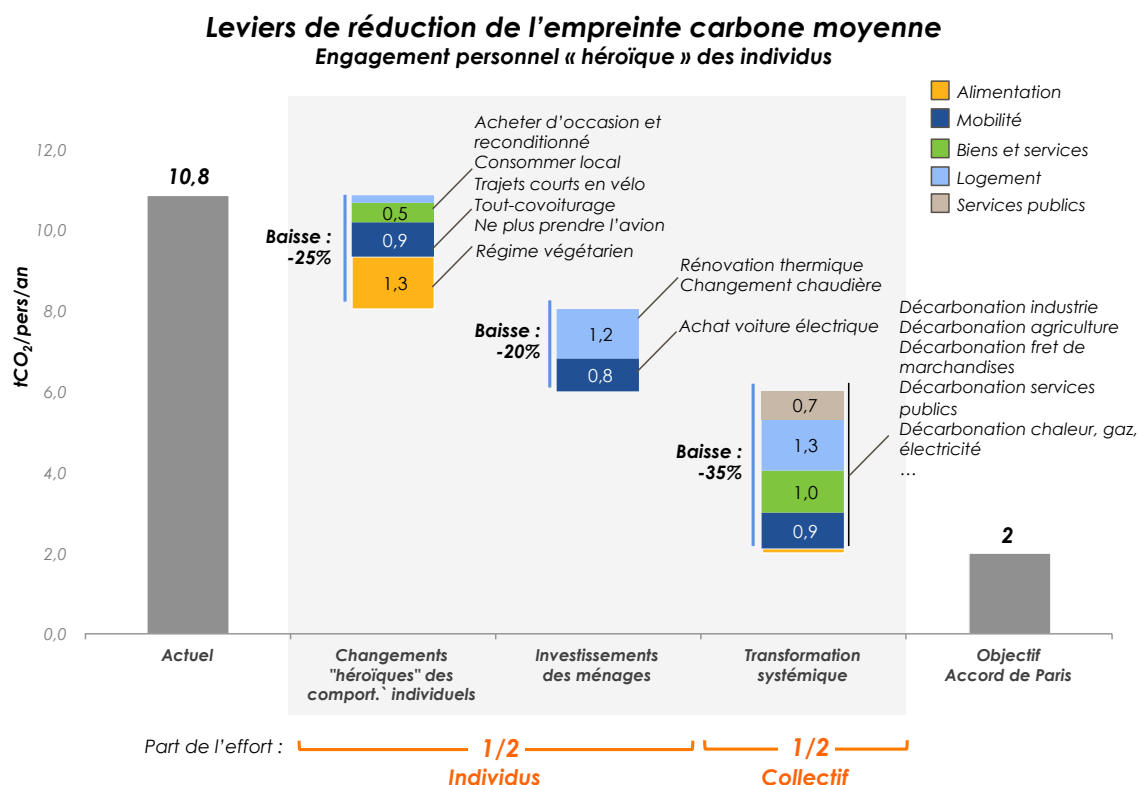 Leviers de réduction de l’empreinte carbone moyenne
Engagement personnel « héroïque » des individus
Alimentation
Mobilité
Biens et services
Logement
Services publics
tCO2/pers/an
12,0
10,0
8,0
6,0
4,0
2,0
0,0
10,8
Baisse :
-25%
0,5
0,9
1,3
Acheter d’occasion et
reconditionné
Consommer local
Trajets courts en vélo
Tout-covoiturage
Ne plus prendre l’avion
Régime végétarien
Baisse :
-20%
1,2
0,8
Rénovation thermique
Changement chaudière
Achat voiture électrique
Baisse :
-35%
0,7
1,3
1,0
0,9
Décarbonation industrie
Décarbonation agriculture
Décarbonation fret de
marchandises
Décarbonation services
publics
Décarbonation chaleur, gaz,
électricité
…
2
Actuel
Changements
"héroïques" des
comport.` individuels
Investissements
des ménages
Transformation
systémique
Objectif
Accord de Paris
Part de l’effort :
1/2
Individus
1/2
Collectif